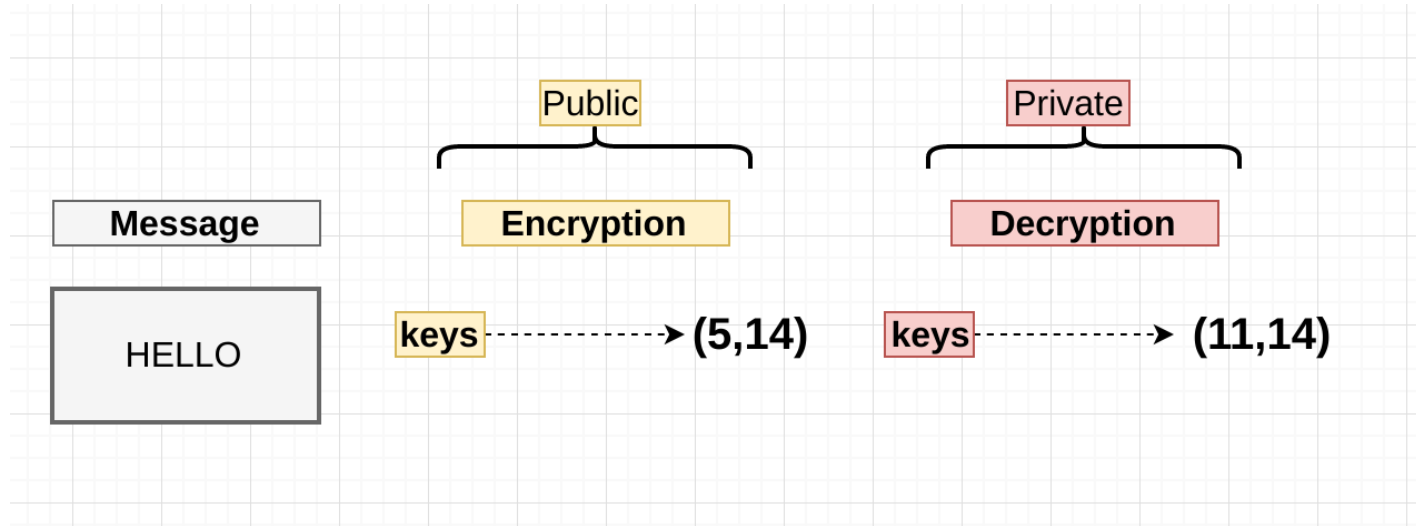 Public
Private
Message
Encryption
Decryption
HELLO
keys
(5,14)
keys
(11,14)